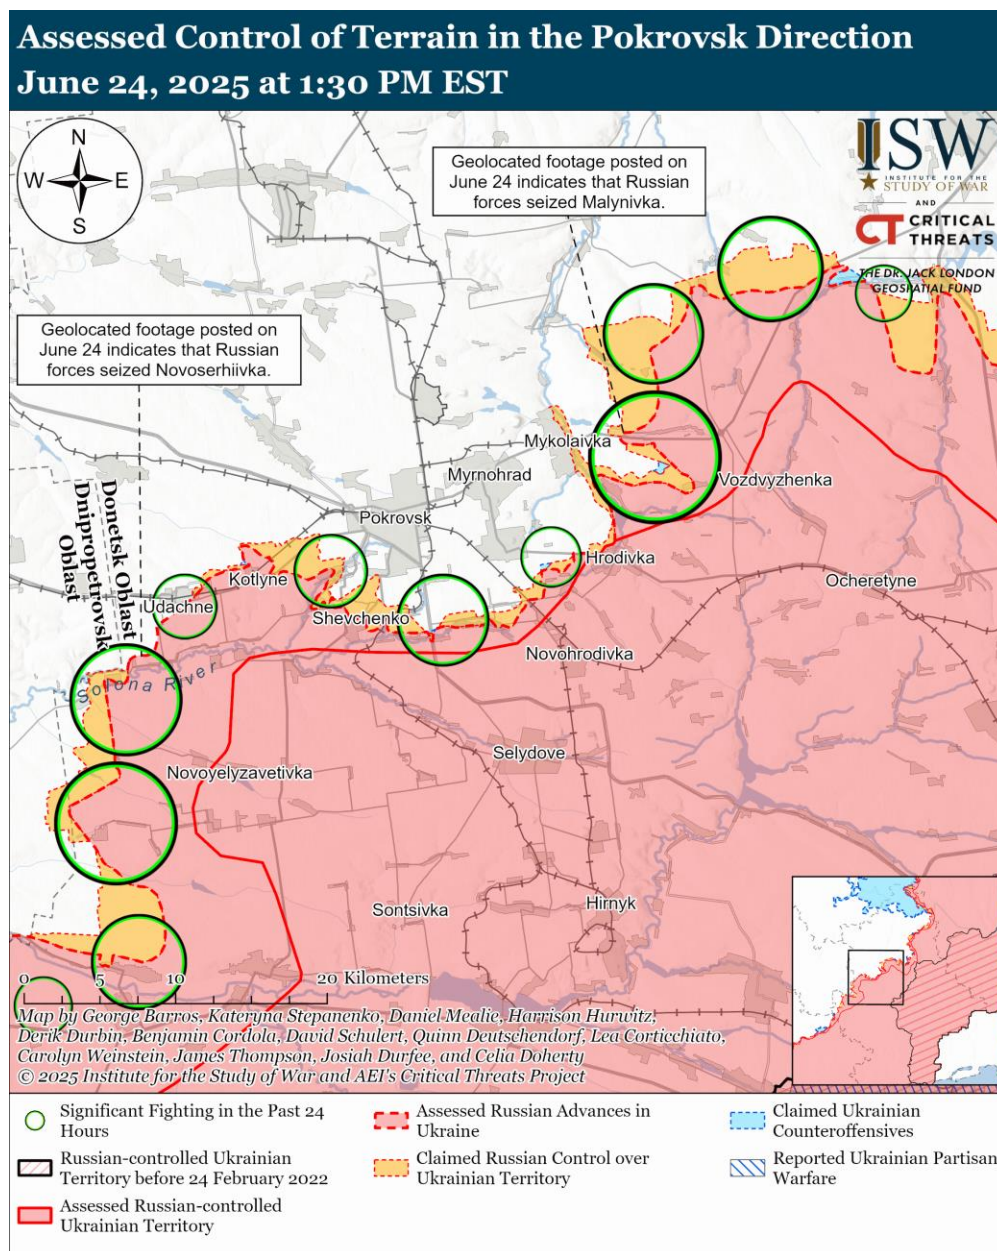 Assessed Control of Terrain in the Pokrovsk Direction
June 24, 2025 at 1:30 PM EST
N
W E
S
ISW
INSTITUTE FOR THE
STUDY OF WAR
AND
CT CRITICAL
THREATS
THE DR. JACK LONDON
GEOSPATIAL FUND
Geolocated footage posted on
June 24 indicates that Russian
forces seized Malynivka.
Geolocated footage posted on
June 24 indicates that Russian
forces seized Novoserhiivka.
Mykolaivka
Myrnohrad
Vozdvyzhenka
Pokrovsk
Donetsk Oblast
Dnipropetrovsk
Oblast
Hrodivka
Kotlyne
Ocheretyne
Udachne
Shevchenko
Novohrodivka
Solona River
Selydove
Novoyelyzavetivka
Sontsivka
Hirnyk
0 5 10 20 Kilometers
Map by George Barros, Kateryna Stepanenko, Daniel Mealie, Harrison Hurwitz,
Derik Durbin, Benjamin Cordola, David Schulert, Quinn Deutschendorf, Lea Corticchiato,
Carolyn Weinstein, James Thompson, Josiah Durfee, and Celia Doherty
© 2025 Institute for the Study of War and AEI's Critical Threats Project
Significant Fighting in the Past 24
Hours
Russian-controlled Ukrainian
Territory before 24 February 2022
Assessed Russian-controlled
Ukrainian Territory
Assessed Russian Advances in
Ukraine
Claimed Russian Control over
Ukrainian Territory
Claimed Ukrainian
Counteroffensives
Reported Ukrainian Partisan
Warfare